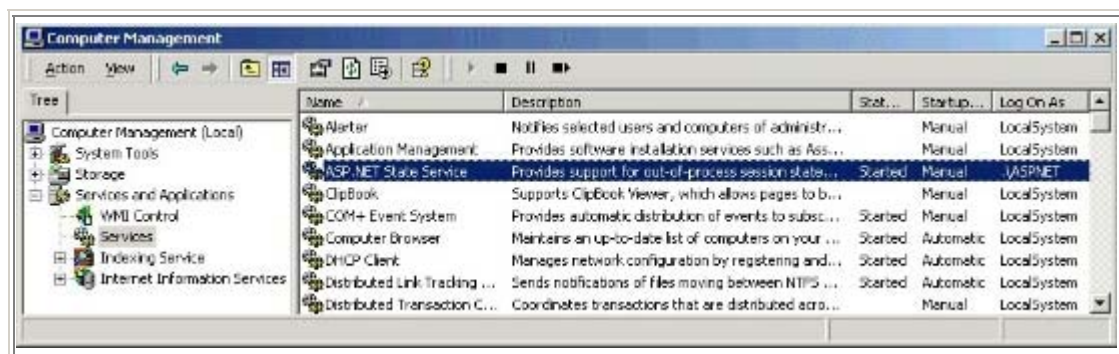 Computer Management
Action View
Tree
Name Description Stat... Startup... Log On As
Computer Management (Local)
System Tools
Storage
Services and Applications
WMI Control
Services
Indexing Service
Internet Information Services
Alerter Notifies selected users and computers of administr... Manual LocalSystem
Application Management Provides software installation services such as Ass... Manual LocalSystem
ASP.NET State Service Provides support for out-of-process session state... Started Manual .\ASPNET
ClipBook Supports ClipBook Viewer, which allows pages to b... Manual LocalSystem
COM+ Event System Provides automatic distribution of events to subsc... Started Manual LocalSystem
Computer Browser Maintains an up-to-date list of computers on your ... Started Automatic LocalSystem
DHCP Client Manages network configuration by registering and... Started Automatic LocalSystem
Distributed Link Tracking ... Sends notifications of files moving between NTFS ... Started Automatic LocalSystem
Distributed Transaction C... Coordinates transactions that are distributed acro... Manual LocalSystem